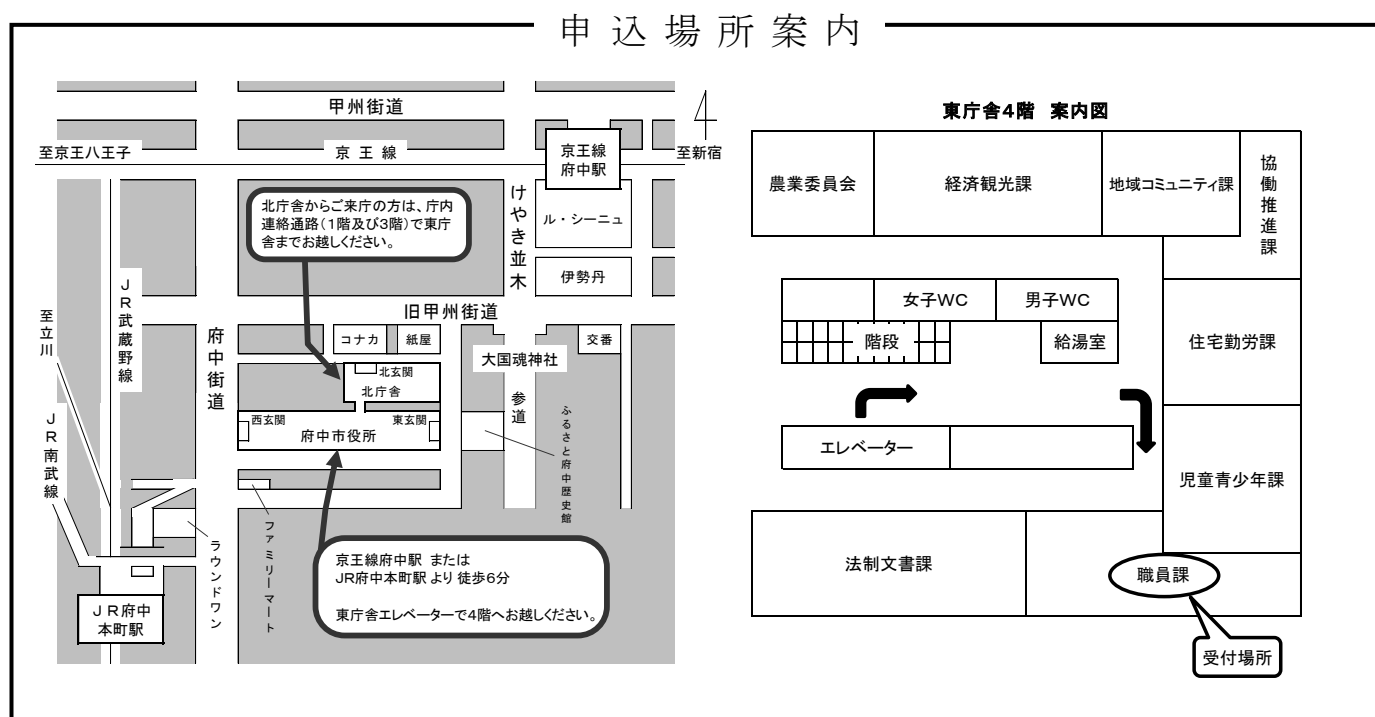 申込場所案内
甲州街道
至京王八王子
京王線
京王線
府中駅
至新宿
北庁舎からご来庁の方は、庁内
連絡通路(1階及び3階)で東庁
舎までお越しください。
けやき並木
ル・シーニュ
伊勢丹
JR武蔵野線
至立川
府中街道
旧甲州街道
コナカ
紙屋
交番
大国魂神社
北玄関
北庁舎
参道
西玄関
東玄関
府中市役所
ふるさと府中歴史館
JR南武線
ラウンドワン
ファミリーマート
京王線府中駅 または
JR府中本町駅より 徒歩6分
東庁舎エレベーターで4階へお越しください。
JR府中
本町駅
東庁舎4階 案内図
農業委員会
経済観光課
地域コミュニティ課
協働推進課
女子WC
男子WC
階段
給湯室
住宅勤労課
エレベーター
児童青少年課
法制文書課
職員課
受付場所